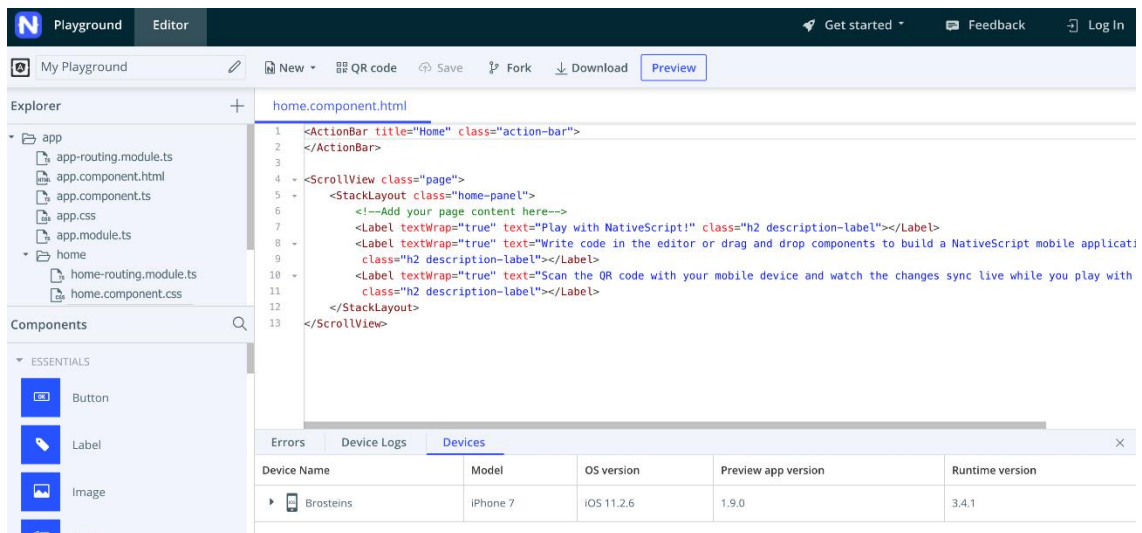 N Playground Editor Get started Feedback Log In
My Playground New QR code Save Fork Download Preview
Explorer
app
app-routing.module.ts
app.component.html
app.component.ts
app.css
app.module.ts
home
home-routing.module.ts
home.component.css
Components
ESSENTIALS
Button
Label
Image
home.component.html
1 <ActionBar title="Home" class="action-bar">
2 </ActionBar>
3
4 <ScrollView class="page">
5 <StackLayout class="home-panel">
6 <!--Add your page content here-->
7 <Label textWrap="true" text="Play with NativeScript!" class="h2 description-label"></Label>
8 <Label textWrap="true" text="Write code in the editor or drag and drop components to build a NativeScript mobile applicati
9 class="h2 description-label"></Label>
10 <Label textWrap="true" text="Scan the QR code with your mobile device and watch the changes sync live while you play with
11 class="h2 description-label"></Label>
12 </StackLayout>
13 </ScrollView>
Errors Device Logs Devices
Device Name Model OS version Preview app version Runtime version
Brosteins iPhone 7 iOS 11.2.6 1.9.0 3.4.1